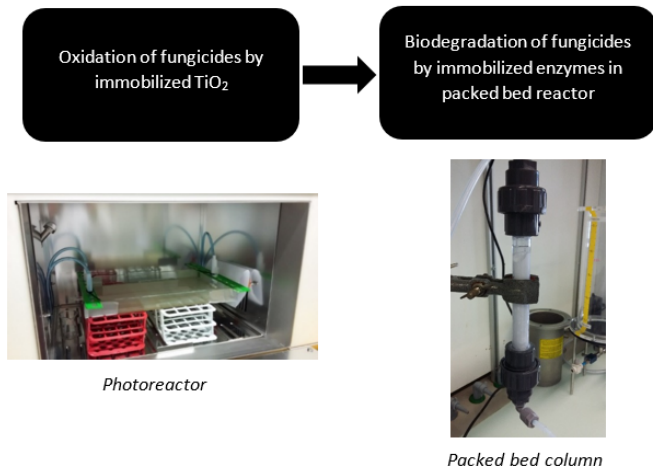 Oxidation of fungicides by
immobilized TiO₂
Biodegradation of fungicides
by immobilized enzymes in
packed bed reactor
Photoreactor
Packed bed column